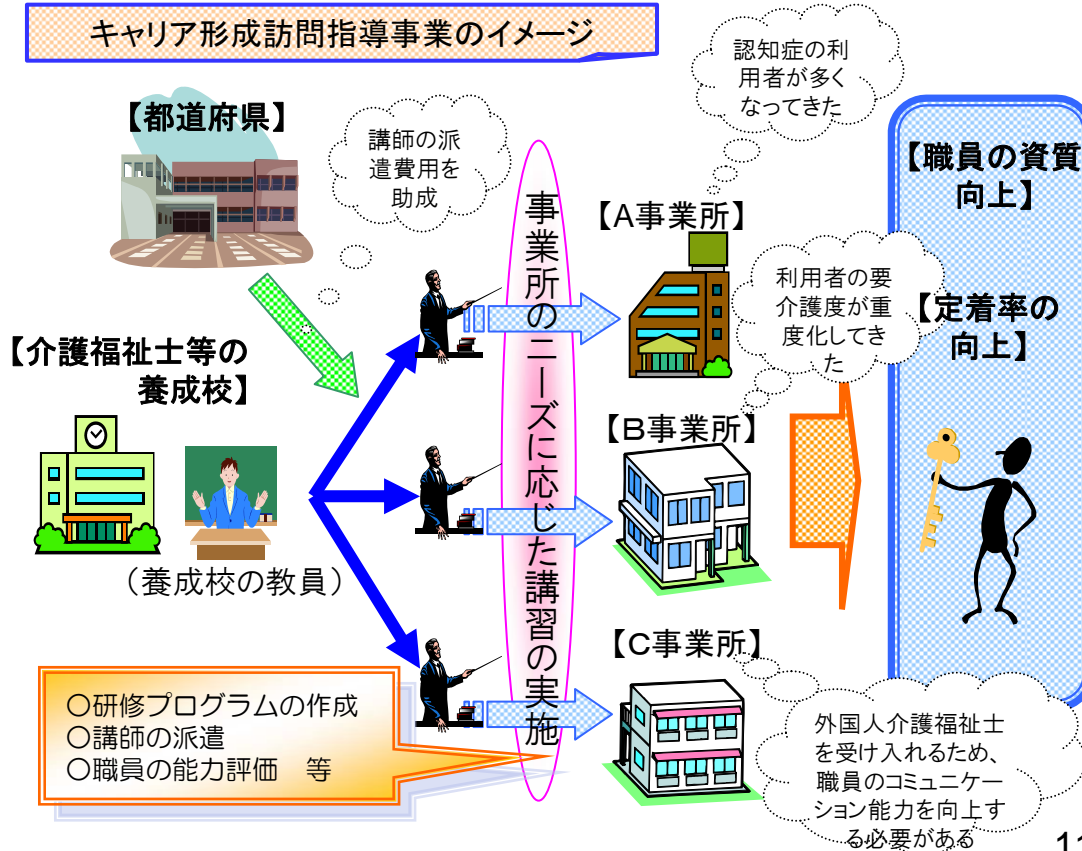 キャリア形成訪問指導事業のイメージ
認知症の利
用者が多く
なってきた
【都道府県】
講師の派
遣費用を
助成
【職員の資質
向上】
事業所のニーズに応じた講習の実施
【A事業所】
利用者の要
介護度が重
度化してき
た
【定着率の
向上】
【介護福祉士等の
養成校】
【B事業所】
（養成校の教員）
【C事業所】
○研修プログラムの作成
○講師の派遣
○職員の能力評価　等
外国人介護福祉士
を受け入れるため、
職員のコミュニケー
ション能力を向上す
る必要がある
11